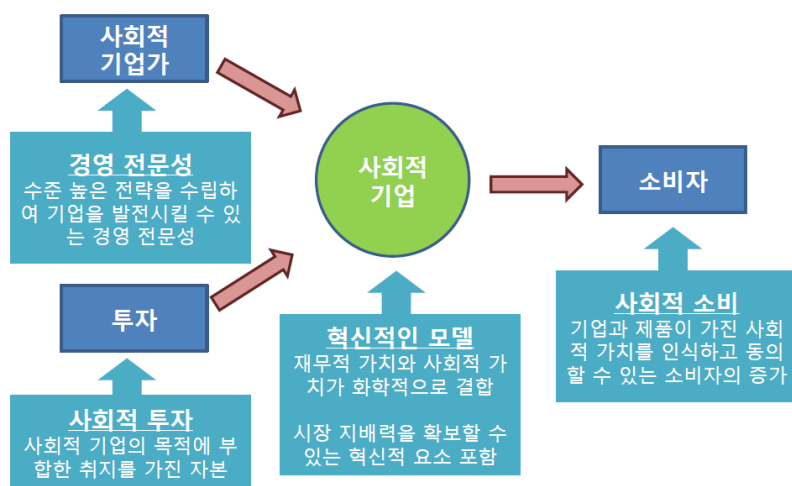 사회적
기업가
경영 전문성
수준 높은 전략을 수립하
여 기업을 발전시킬 수 있
는 경영 전문성
투자
사회적 투자
사회적 기업의 목적에 부
합한 취지를 가진 자본
사회적
기업
혁신적인 모델
재무적 가치와 사회적 가
치가 화학적으로 결합
시장 지배력을 확보할 수
있는 혁신적 요소 포함
소비자
사회적 소비
기업과 제품이 가진 사회
적 가치를 인식하고 동의
할 수 있는 소비자의 증가